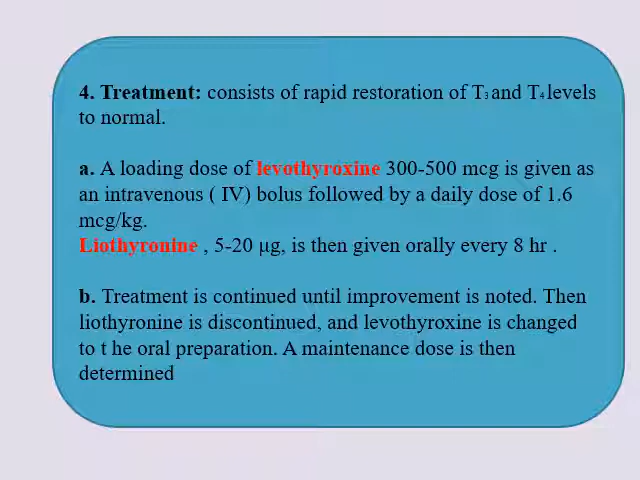 4. Treatment: consists of rapid restoration of T3 and T4 levels
to normal.
a. A loading dose of levothyroxine 300-500 mcg is given as
an intravenous ( IV) bolus followed by a daily dose of 1.6
mcg/kg.
Liothyronine , 5-20 µg, is then given orally every 8 hr .
b. Treatment is continued until improvement is noted. Then
liothyronine is discontinued, and levothyroxine is changed
to t he oral preparation. A maintenance dose is then
determined